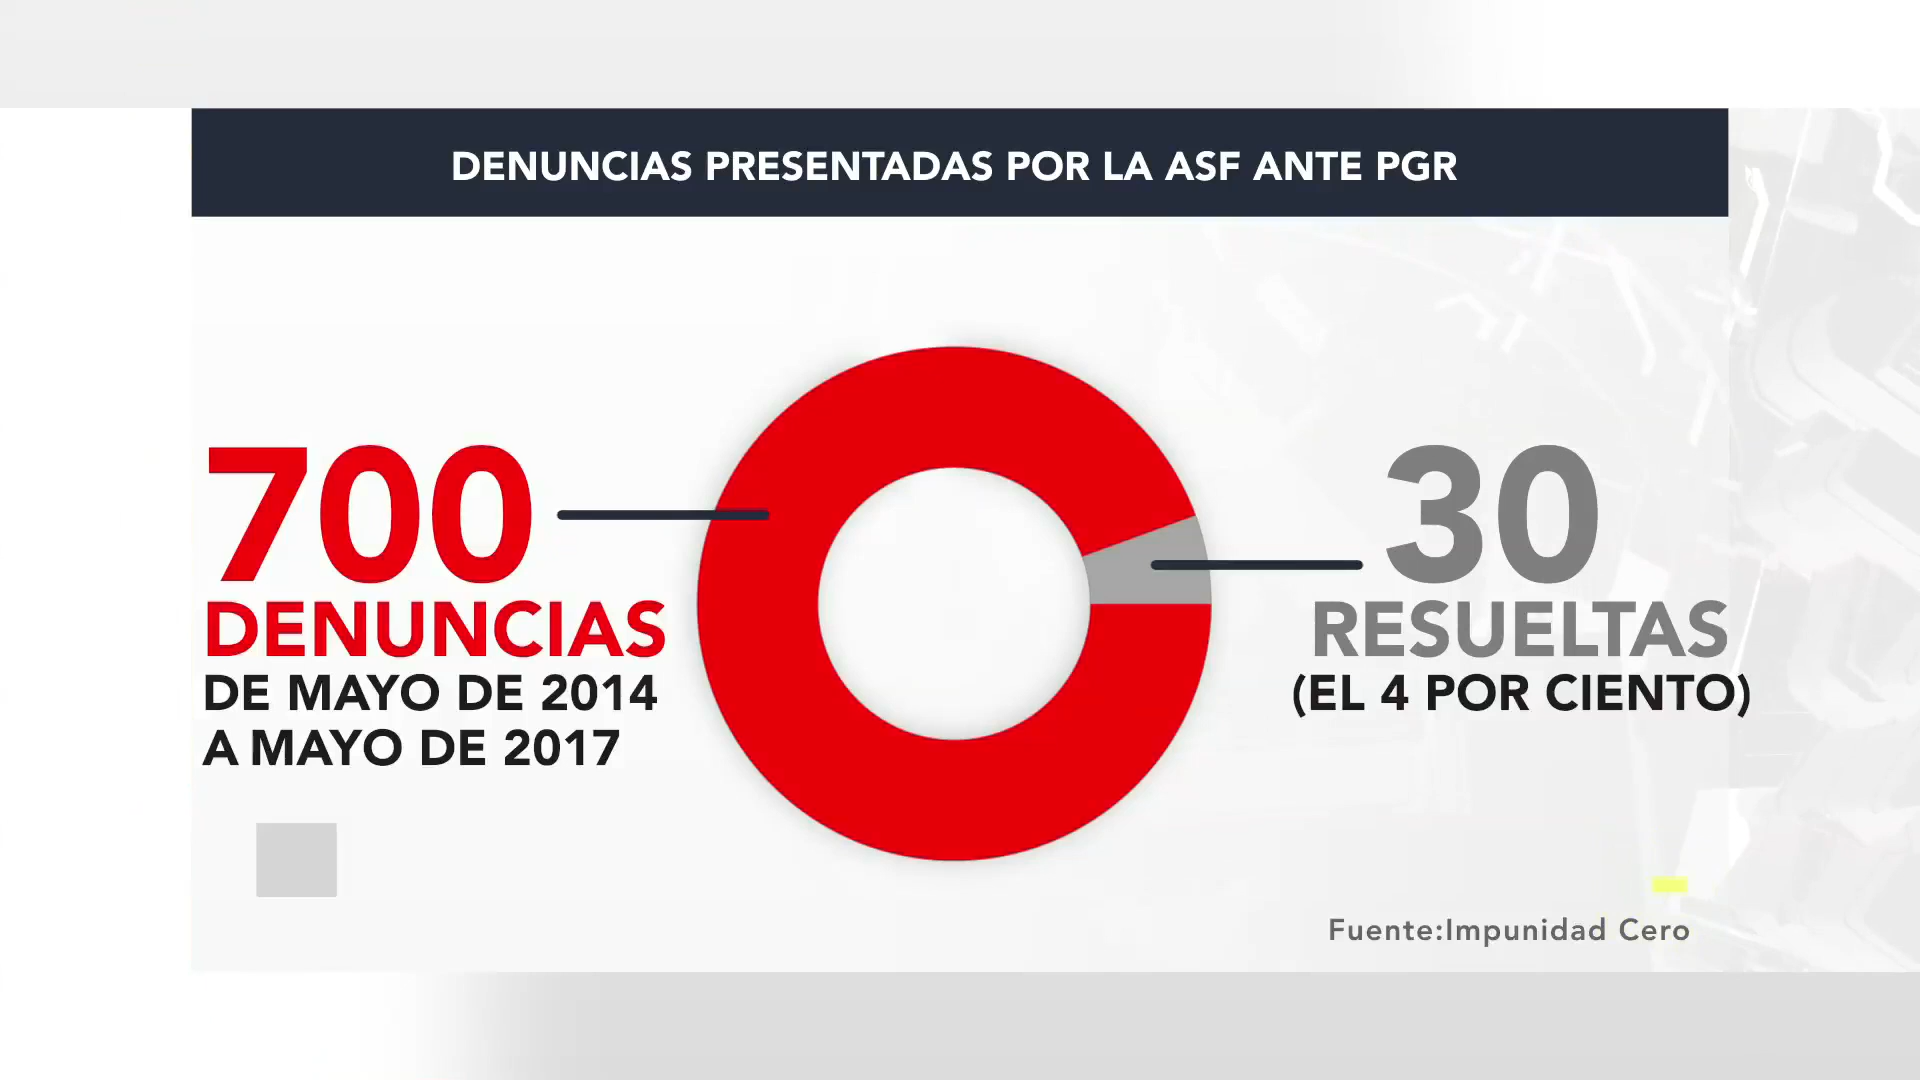 DENUNCIAS PRESENTADAS POR LA ASF ANTE PGR
700
DENUNCIAS
DE MAYO DE 2014
A MAYO DE 2017
30
RESUELTAS
(EL 4 POR CIENTO)
Fuente:Impunidad Cero